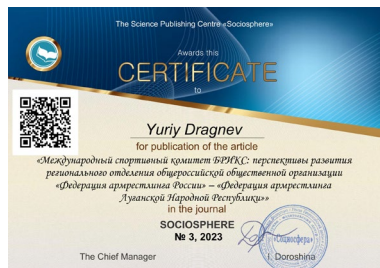 The Science Publishing Centre «Sociosphere»
Awards this
CERTIFICATE
to
Yuriy Dragnev
for publication of the article
«Международный спортивный комитет БРИКС: перспективы развития
регионального отделения общероссийской общественной организации
«Федерация армрестлинга России» – «Федерация армрестлинга
Луганской Народной Республики»»
in the journal
SOCIOSPHERE
№ 3, 2023
«Социосфера»
The Chief Manager
I. Doroshina